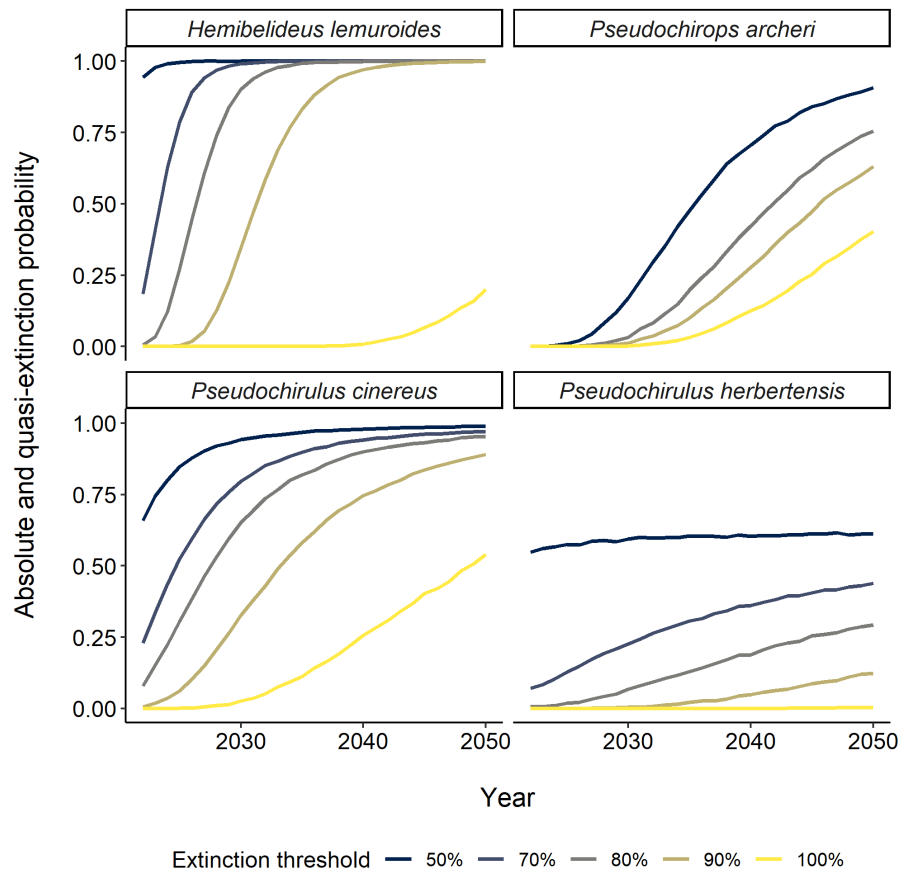 Hemibelideus lemuroides
Pseudochirops archeri
1.00
0.75
0.50
0.25
0.00
Pseudochirulus cinereus
Pseudochirulus herbertensis
1.00
0.75
0.50
0.25
0.00
2030
2040
2050
2030
2040
2050
Absolute and quasi-extinction probability
Year
Extinction threshold 50% 70% 80% 90% 100%